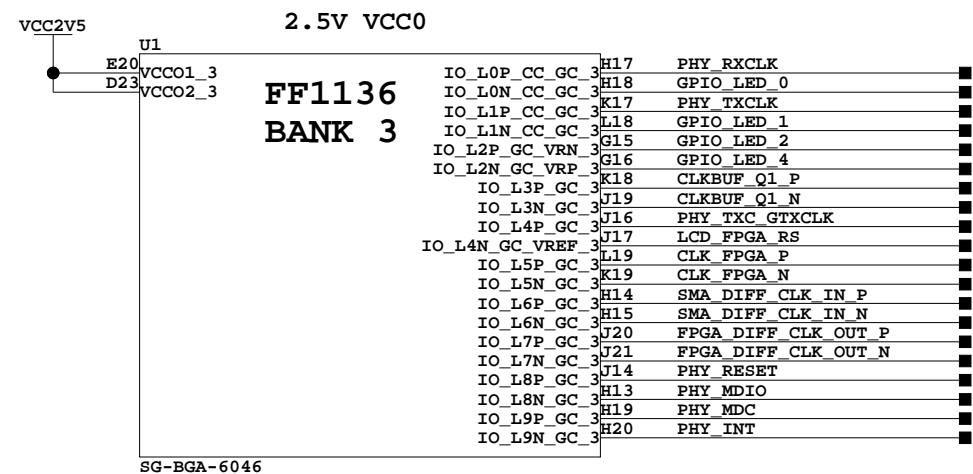 2.5V VCC0
VCC2V5
U1
E20 VCCO1_3
D23 VCCO2_3
FF1136
BANK 3
IO_L0P_CC_GC_3 H17 PHY_RXCLK
IO_L0N_CC_GC_3 H18 GPIO_LED_0
IO_L1P_CC_GC_3 K17 PHY_TXCLK
IO_L1N_CC_GC_3 L18 GPIO_LED_1
IO_L2P_GC_VRN_3 G15 GPIO_LED_2
IO_L2N_GC_VRP_3 G16 GPIO_LED_4
IO_L3P_GC_3 K18 CLKBUF_Q1_P
IO_L3N_GC_3 J19 CLKBUF_Q1_N
IO_L4P_GC_3 J16 PHY_TXC_GTXCLK
IO_L4N_GC_VREF_3 J17 LCD_FPGA_RS
IO_L5P_GC_3 L19 CLK_FPGA_P
IO_L5N_GC_3 K19 CLK_FPGA_N
IO_L6P_GC_3 H14 SMA_DIFF_CLK_IN_P
IO_L6N_GC_3 H15 SMA_DIFF_CLK_IN_N
IO_L7P_GC_3 J20 FPGA_DIFF_CLK_OUT_P
IO_L7N_GC_3 J21 FPGA_DIFF_CLK_OUT_N
IO_L8P_GC_3 J14 PHY_RESET
IO_L8N_GC_3 H13 PHY_MDIO
IO_L9P_GC_3 H19 PHY_MDC
IO_L9N_GC_3 H20 PHY_INT
SG-BGA-6046